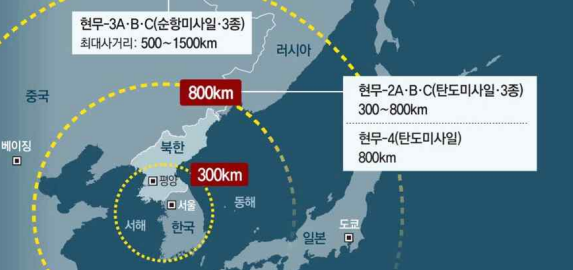 현무-3A·B·C(순항미사일·3종)
최대사거리: 500~1500km
러시아
중국
800km
현무-2A·B·C(탄도미사일·3종)
300~800km
현무-4(탄도미사일)
800km
베이징
북한
평양
300km
서울
동해
서해
한국
일본
도쿄